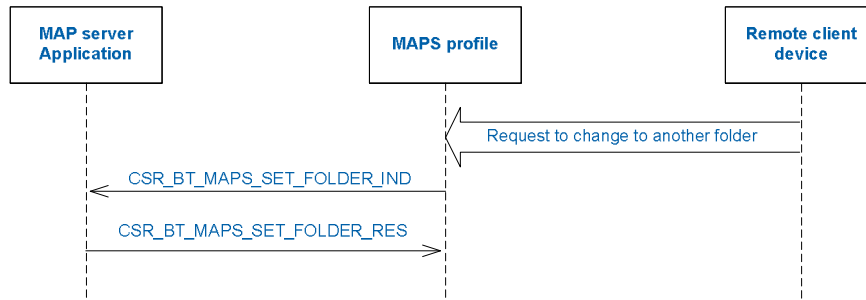 MAP server
Application
MAPS profile
Remote client
device
Request to change to another folder
CSR_BT_MAPS_SET_FOLDER_IND
CSR_BT_MAPS_SET_FOLDER_RES